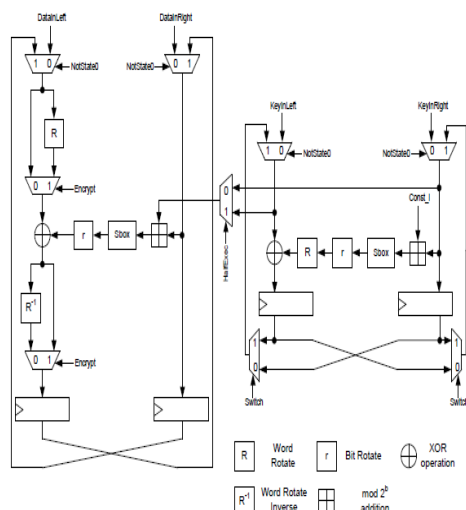 DataInLeft
DataInRight
1 0
NotState0
NotState0
0 1
R
0 1
Encrypt
r
Sbox
R-1
0 1
Encrypt
KeyInLeft
KeyInRight
1 0
NotState0
NotState0
0 1
0
1
HalfExec
Const_i
R
r
Sbox
1
0
1
0
Switch
Switch
R
Word
Rotate
r
Bit Rotate
XOR
operation
R-1
Word Rotate
Inverse
mod 2b
addition